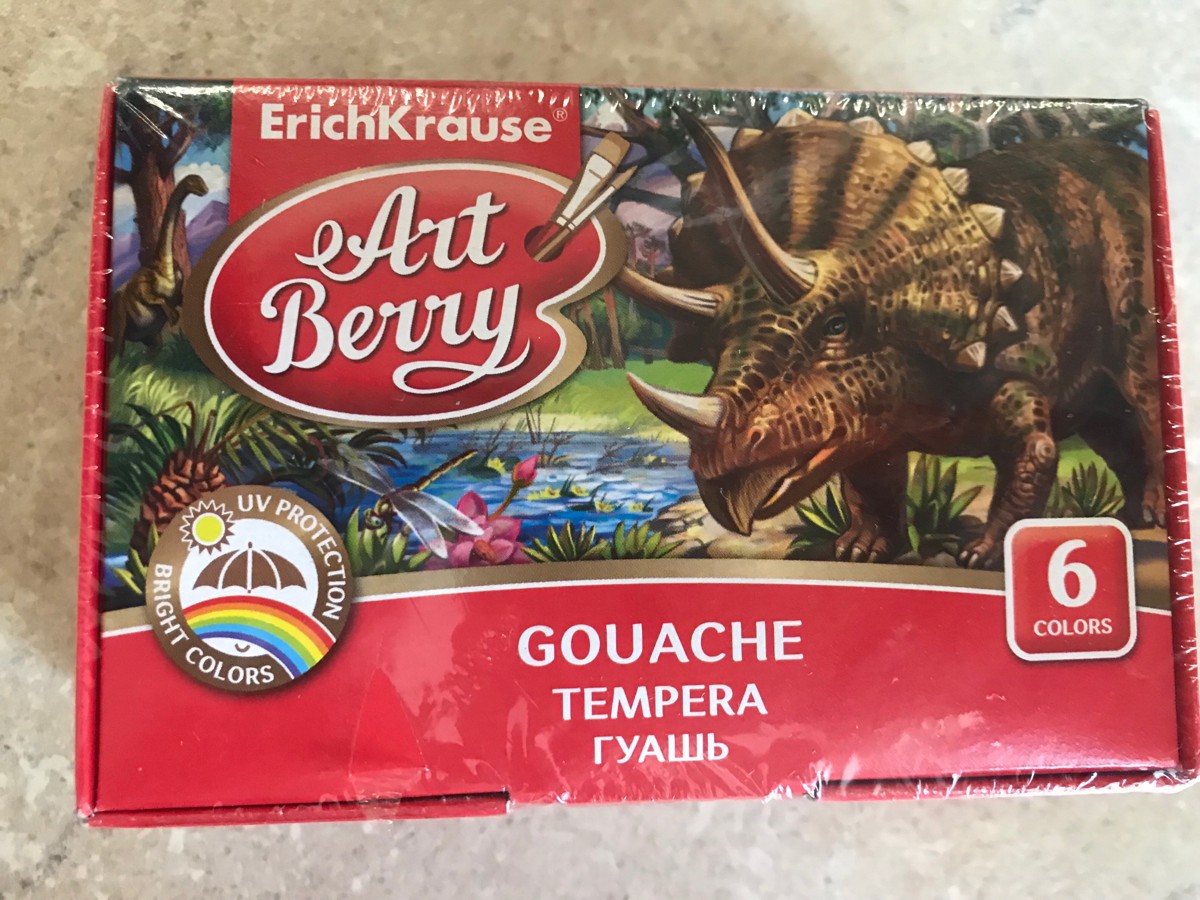 ErichKrause®
Art
Berry
UV PROTECTION
BRIGHT COLORS
6
COLORS
GOUACHE
TEMPERA
ГУАШЬ